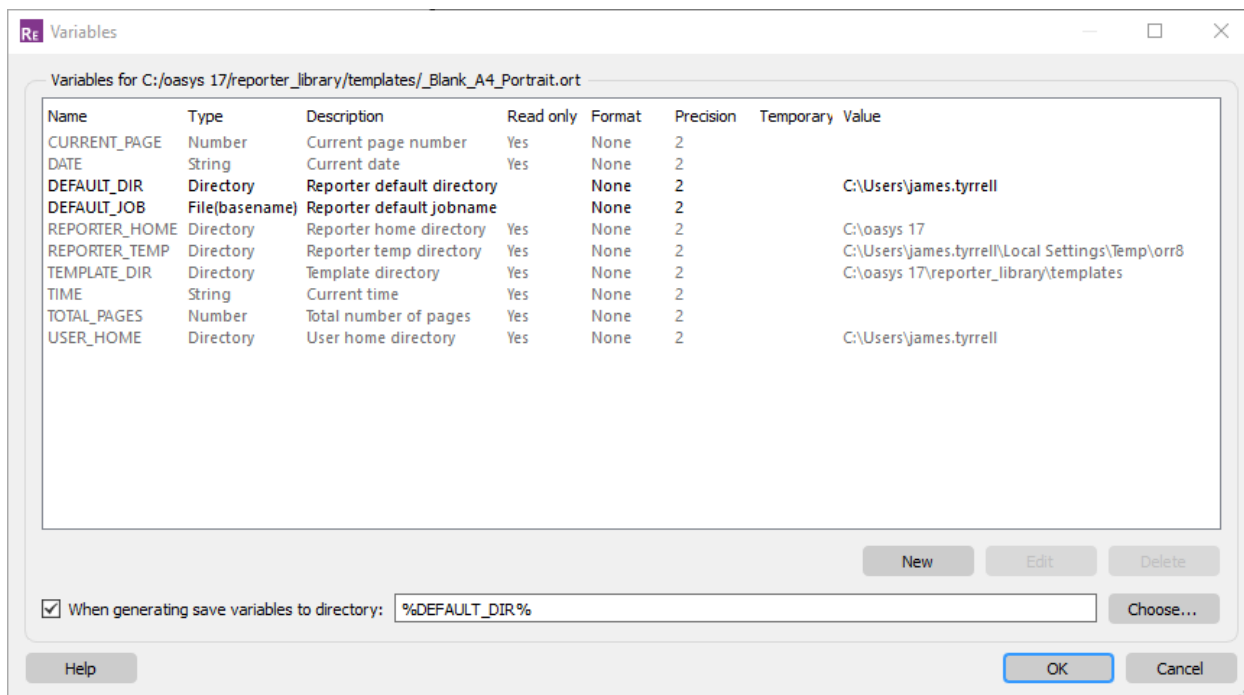 RE Variables
Variables for C:/oasys 17/reporter_library/templates/_Blank_A4_Portrait.ort
Name Type Description Read only Format Precision Temporary Value
CURRENT_PAGE Number Current page number Yes None 2
DATE String Current date Yes None 2
DEFAULT_DIR Directory Reporter default directory None 2 C:\Users\james.tyrrell
DEFAULT_JOB File(basename) Reporter default jobname None 2
REPORTER_HOME Directory Reporter home directory Yes None 2 C:\oasys 17
REPORTER_TEMP Directory Reporter temp directory Yes None 2 C:\Users\james.tyrrell\Local Settings\Temp\orr8
TEMPLATE_DIR Directory Template directory Yes None 2 C:\oasys 17\reporter_library\templates
TIME String Current time Yes None 2
TOTAL_PAGES Number Total number of pages Yes None 2
USER_HOME Directory User home directory Yes None 2 C:\Users\james.tyrrell
New Edit Delete
When generating save variables to directory: %DEFAULT_DIR% Choose...
Help OK Cancel